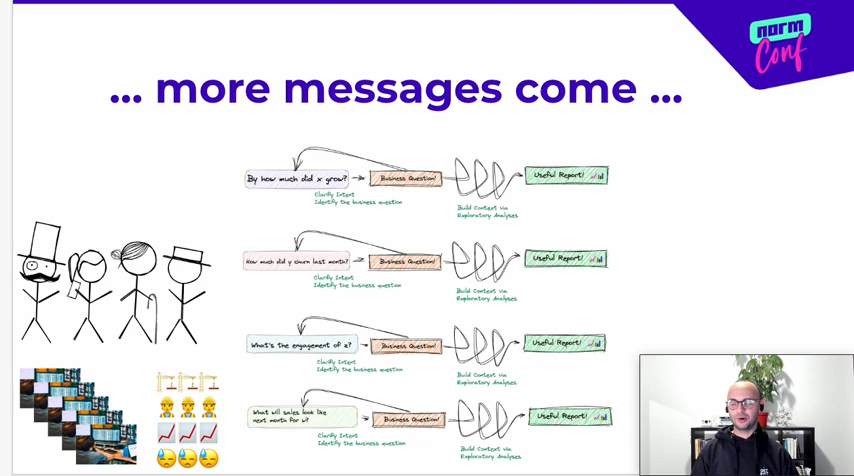 norm
Conf
... more messages come ...
By how much did x grow?
Business Question!
Useful Report!
Clarify Intent
Identify the business question
Build Context via
Exploratory Analyses
How much did y churn last month?
Business Question!
Useful Report!
Clarify Intent
Identify the business question
Build Context via
Exploratory Analyses
What's the engagement of z?
Business Question!
Useful Report!
Clarify Intent
Identify the business question
Build Context via
Exploratory Analyses
What will sales look like
next month for w?
Business Question!
Useful Report!
Clarify Intent
Identify the business question
Build Context via
Exploratory Analyses